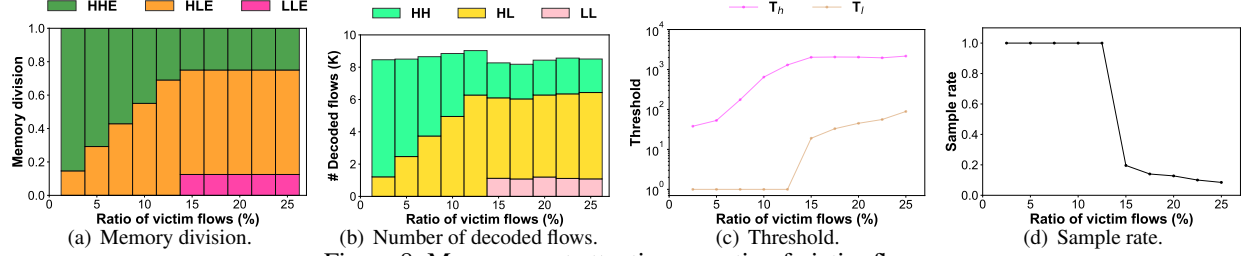 HHE HLE LLE
1.0
0.8
0.6
0.4
0.2
0.0
Memory division
0 5 10 15 20 25
Ratio of victim flows (%)
(a) Memory division.
HH HL LL
10
8
6
4
2
0
# Decoded flows (K)
0 5 10 15 20 25
Ratio of victim flows (%)
(b) Number of decoded flows.
T_h T_l
10^4
10^3
10^2
10^1
10^0
Threshold
0 5 10 15 20 25
Ratio of victim flows (%)
(c) Threshold.
1.0
0.8
0.6
0.4
0.2
0.0
Sample rate
0 5 10 15 20 25
Ratio of victim flows (%)
(d) Sample rate.